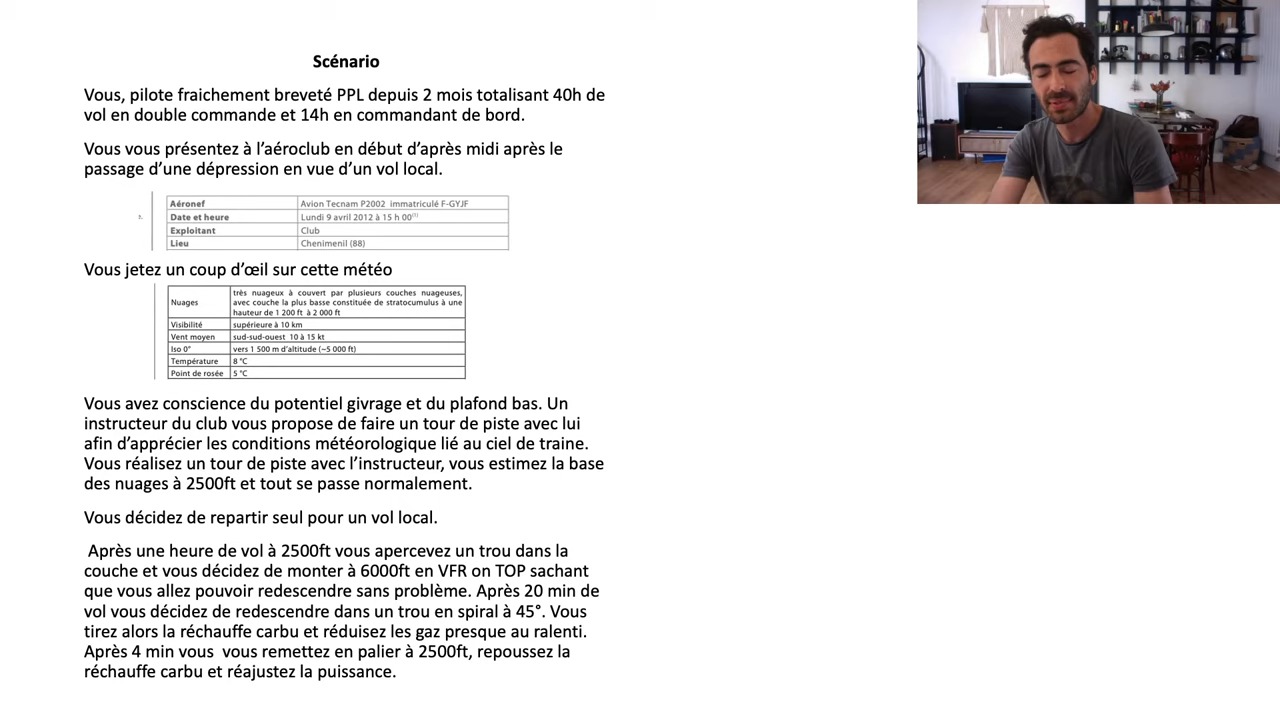 Scénario
Vous, pilote fraichement breveté PPL depuis 2 mois totalisant 40h de
vol en double commande et 14h en commandant de bord.
Vous vous présentez à l’aéroclub en début d’après midi après le
passage d’une dépression en vue d’un vol local.
Aéronef Avion Tecnam P2002 immatriculé F-GYJF
Date et heure Lundi 9 avril 2012 à 15 h 00(1)
Exploitant Club
Lieu Chenimenil (88)
Vous jetez un coup d’œil sur cette météo
Nuages très nuageux à couvert par plusieurs couches nuageuses,
avec couche la plus basse constituée de stratocumulus à une
hauteur de 1 200 ft à 2 000 ft
Visibilité supérieure à 10 km
Vent moyen sud-sud-ouest 10 à 15 kt
Iso 0° vers 1 500 m d’altitude (~5 000 ft)
Température 8 °C
Point de rosée 5 °C
Vous avez conscience du potentiel givrage et du plafond bas. Un
instructeur du club vous propose de faire un tour de piste avec lui
afin d’apprécier les conditions météorologique lié au ciel de traine.
Vous réalisez un tour de piste avec l’instructeur, vous estimez la base
des nuages à 2500ft et tout se passe normalement.
Vous décidez de repartir seul pour un vol local.
Après une heure de vol à 2500ft vous apercevez un trou dans la
couche et vous décidez de monter à 6000ft en VFR on TOP sachant
que vous allez pouvoir redescendre sans problème. Après 20 min de
vol vous décidez de redescendre dans un trou en spiral à 45°. Vous
tirez alors la réchauffe carbu et réduisez les gaz presque au ralenti.
Après 4 min vous vous remettez en palier à 2500ft, repoussez la
réchauffe carbu et réajustez la puissance.